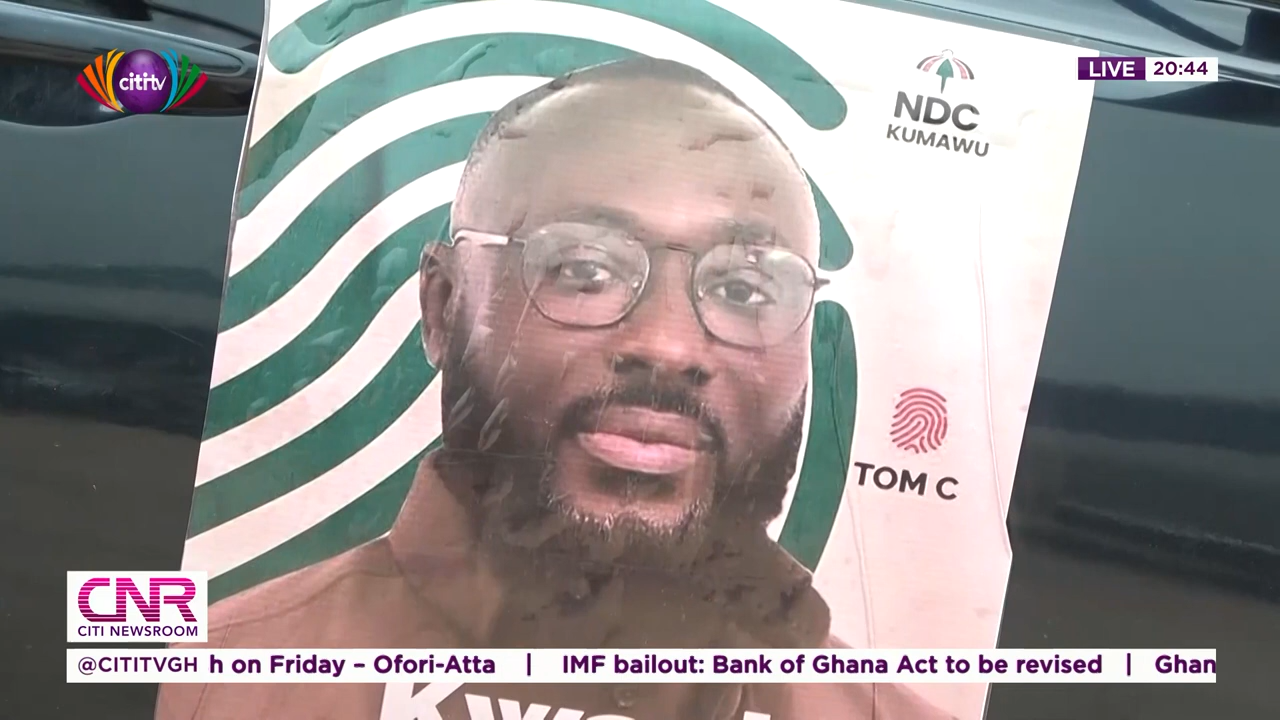 citi tv
LIVE 20:44
NDC
KUMAWU
TOM C
CNR
CITI NEWSROOM
@CITITVGH h on Friday – Ofori-Atta | IMF bailout: Bank of Ghana Act to be revised | Ghan